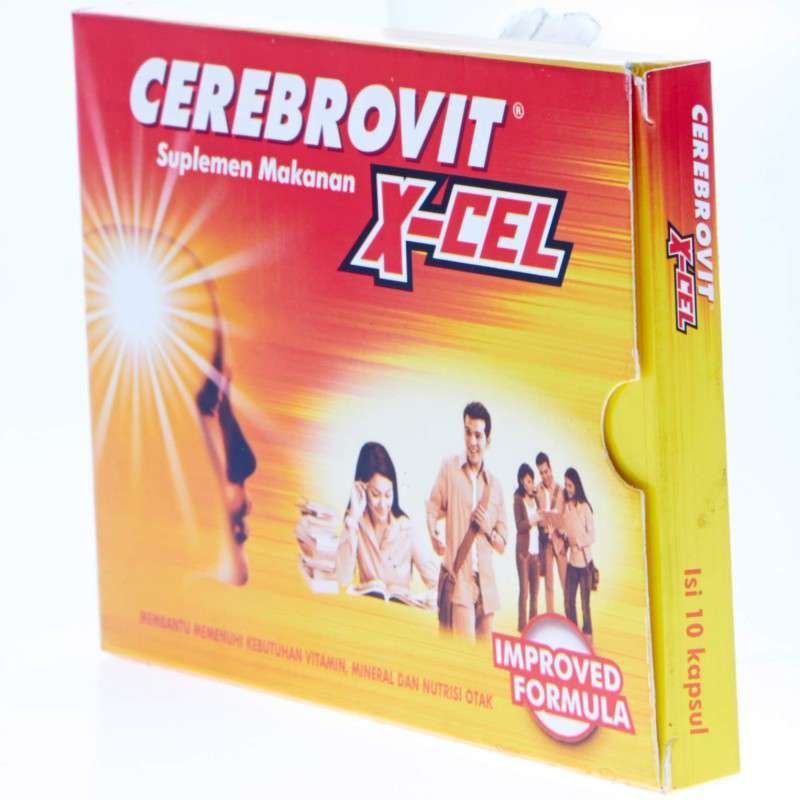 CEREBROVIT®
Suplemen Makanan
X-CEL
MEMBANTU MEMENUHI KEBUTUHAN VITAMIN, MINERAL DAN NUTRISI OTAK
IMPROVED
FORMULA
CEREBROVIT
X-CEL
Isi 10 kapsul